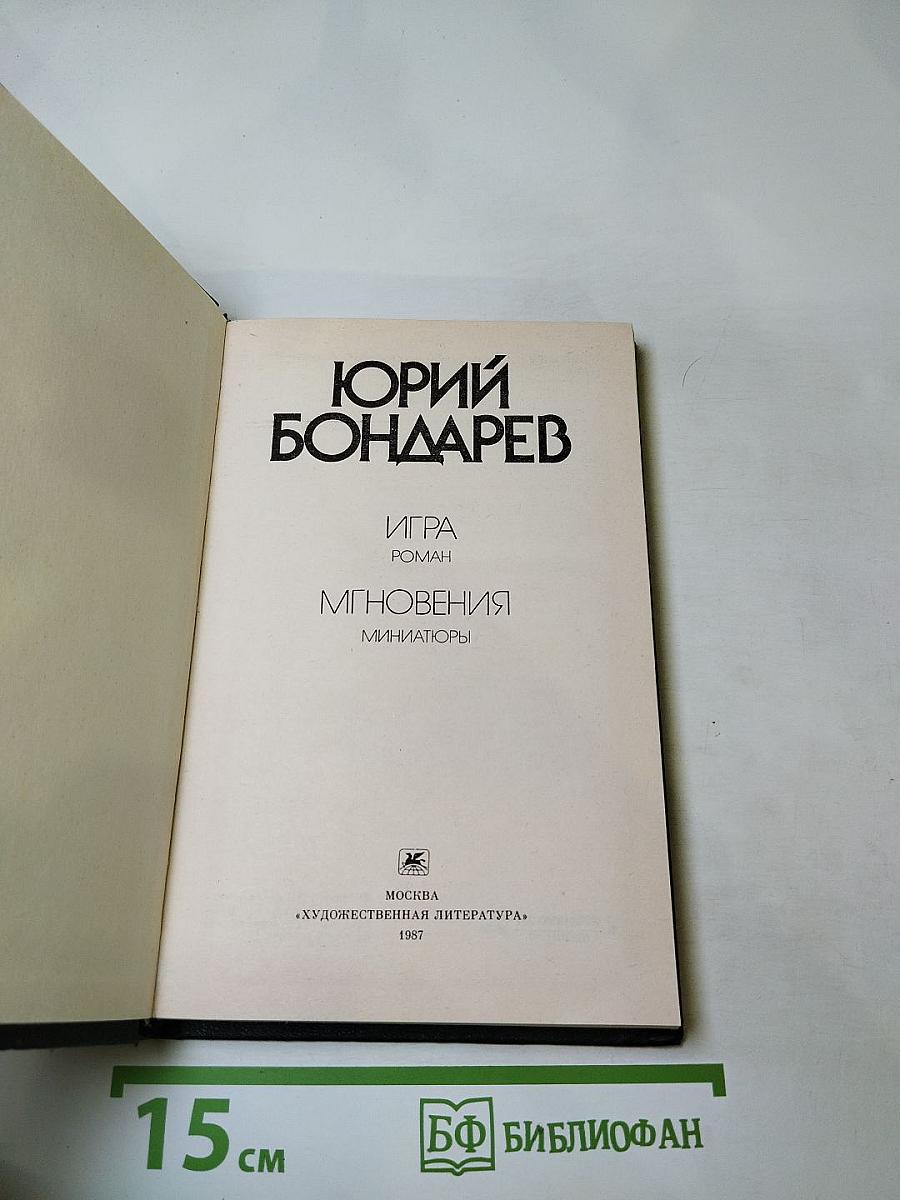 ЮРИЙ
БОНДАРЕВ
ИГРА
РОМАН
МГНОВЕНИЯ
МИНИАТЮРЫ
МОСКВА
«ХУДОЖЕСТВЕННАЯ ЛИТЕРАТУРА»
1987
15 см
БФ БИБЛИОФАН